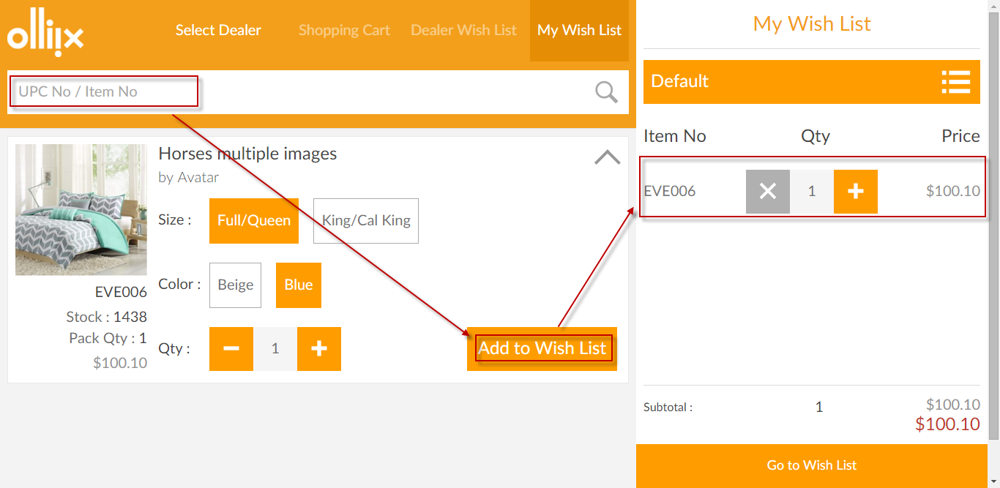 olliix
Select Dealer
Shopping Cart
Dealer Wish List
My Wish List
UPC No / Item No
Horses multiple images
by Avatar
Size :
Full/Queen
King/Cal King
Color :
Beige
Blue
EVE006
Stock : 1438
Pack Qty : 1
$100.10
Qty :
1
Add to Wish List
My Wish List
Default
Item No
Qty
Price
EVE006
1
$100.10
Subtotal :
1
$100.10
$100.10
Go to Wish List